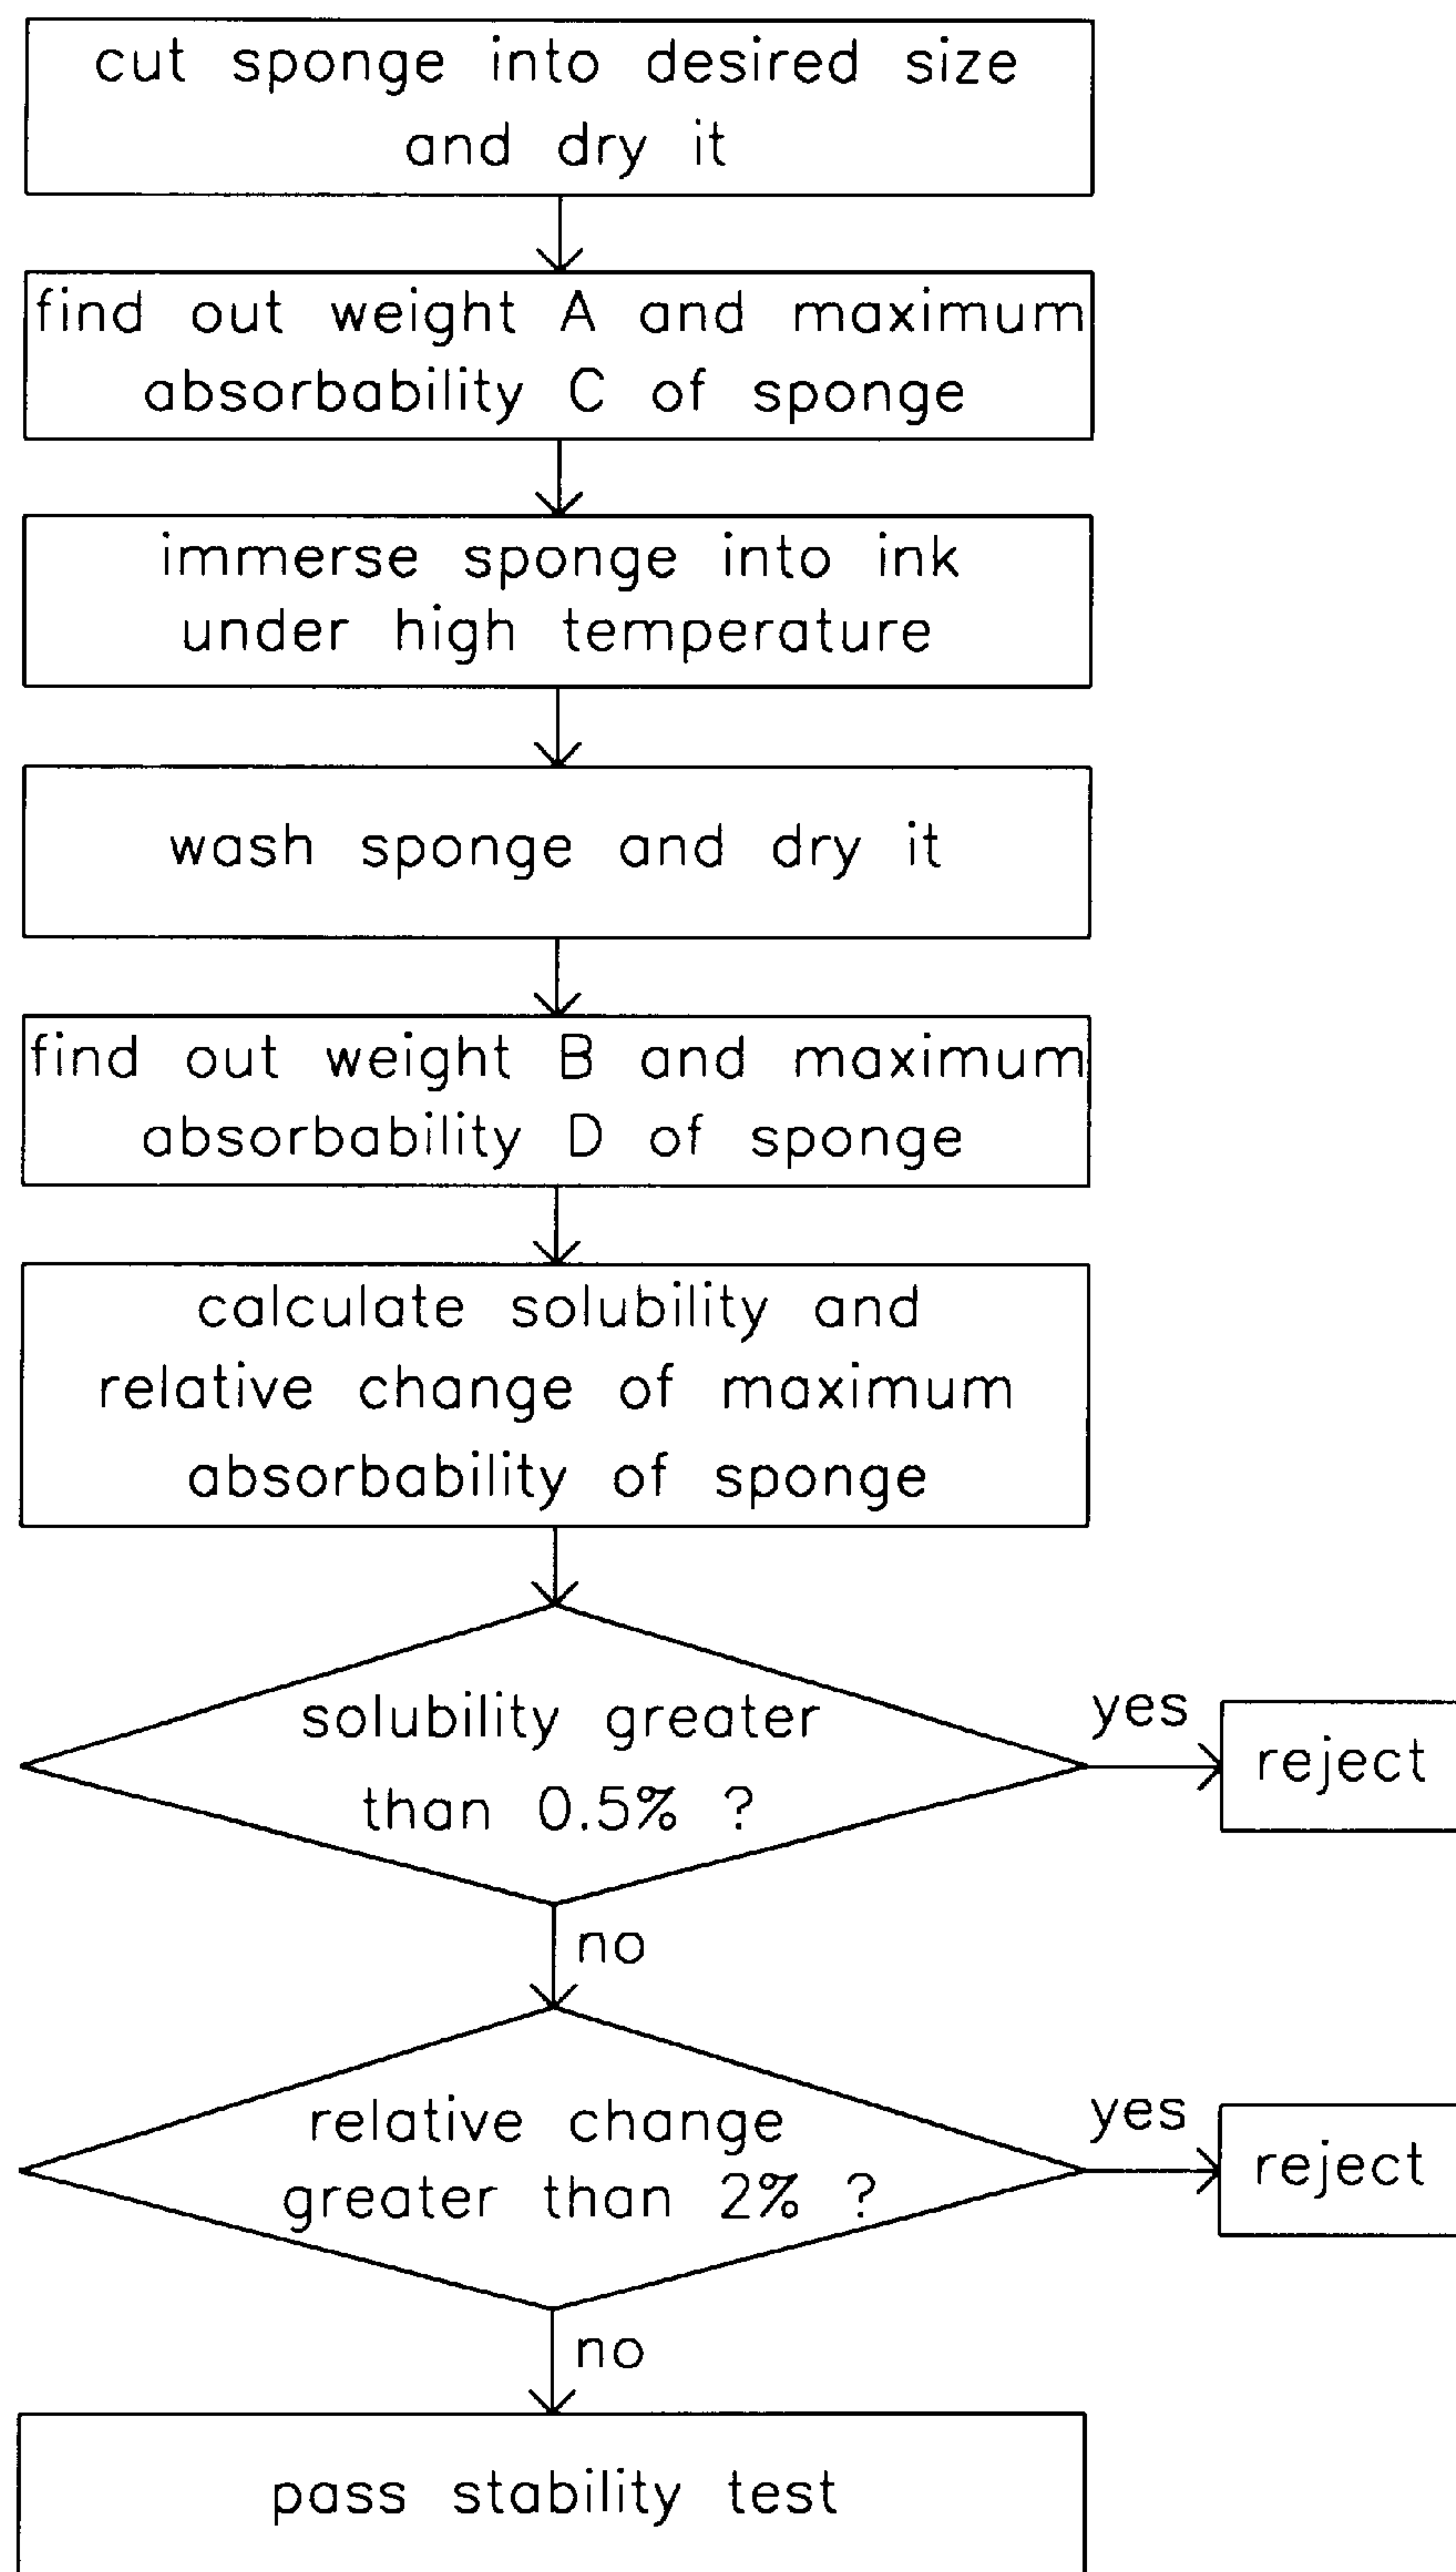 cut sponge into desired size
and dry it
find out weight A and maximum
absorbability C of sponge
immerse sponge into ink
under high temperature
wash sponge and dry it
find out weight B and maximum
absorbability D of sponge
calculate solubility and
relative change of maximum
absorbability of sponge
solubility greater
than 0.5% ?
yes
reject
no
relative change
greater than 2% ?
yes
reject
no
pass stability test